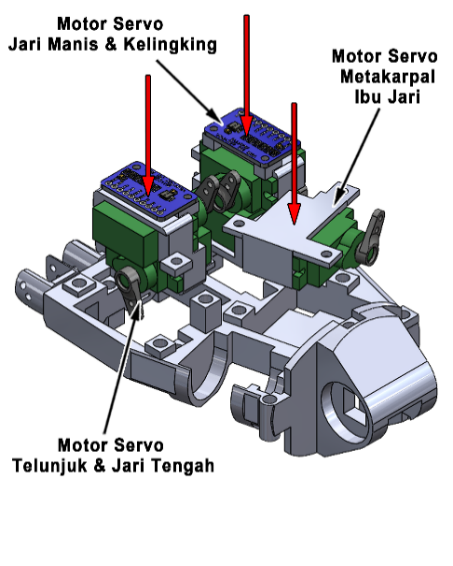 Motor Servo
Jari Manis & Kelingking
Motor Servo
Metakarpal
Ibu Jari
Motor Servo
Telunjuk & Jari Tengah